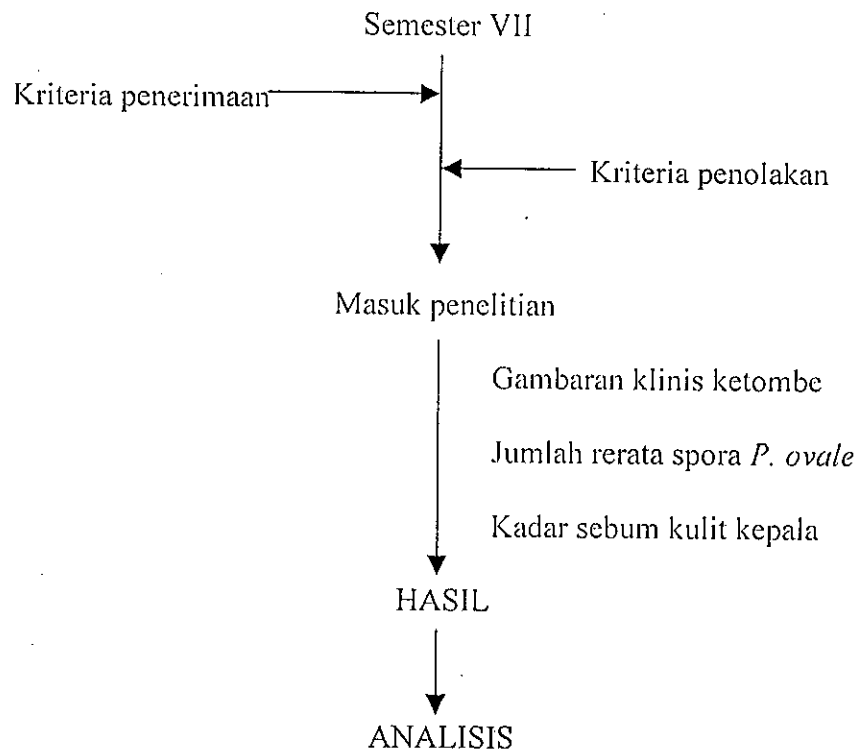 Semester VII
Kriteria penerimaan
Kriteria penolakan
Masuk penelitian
Gambaran klinis ketombe
Jumlah rerata spora P. ovale
Kadar sebum kulit kepala
HASIL
ANALISIS